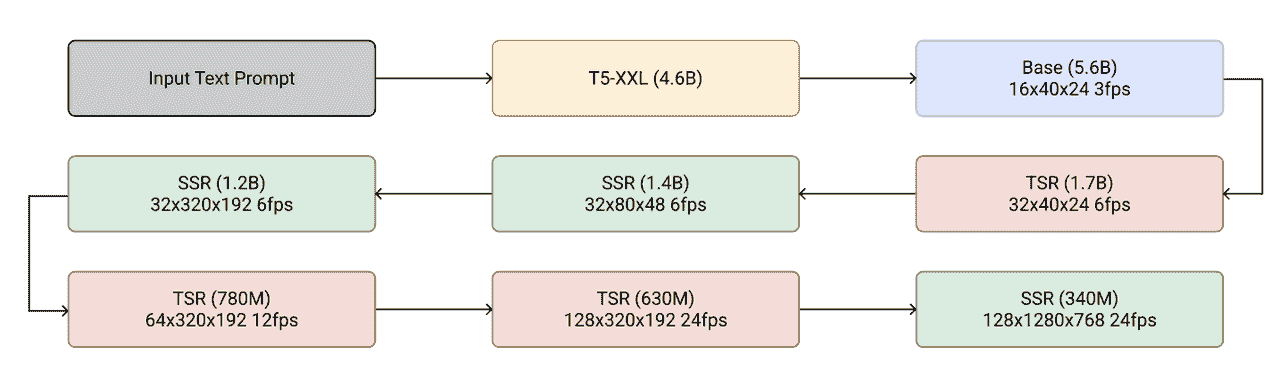 Input Text Prompt
T5-XXL (4.6B)
Base (5.6B)
16x40x24 3fps
TSR (1.7B)
32x40x24 6fps
SSR (1.4B)
32x80x48 6fps
SSR (1.2B)
32x320x192 6fps
TSR (780M)
64x320x192 12fps
TSR (630M)
128x320x192 24fps
SSR (340M)
128x1280x768 24fps